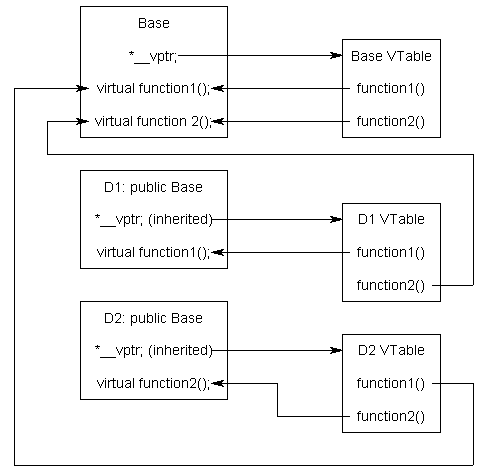 Base
*__vptr;
Base VTable
virtual function1();
function1()
virtual function 2();
function2()
D1: public Base
*__vptr; (inherited)
D1 VTable
virtual function1();
function1()
function2()
D2: public Base
*__vptr; (inherited)
D2 VTable
virtual function2();
function1()
function2()